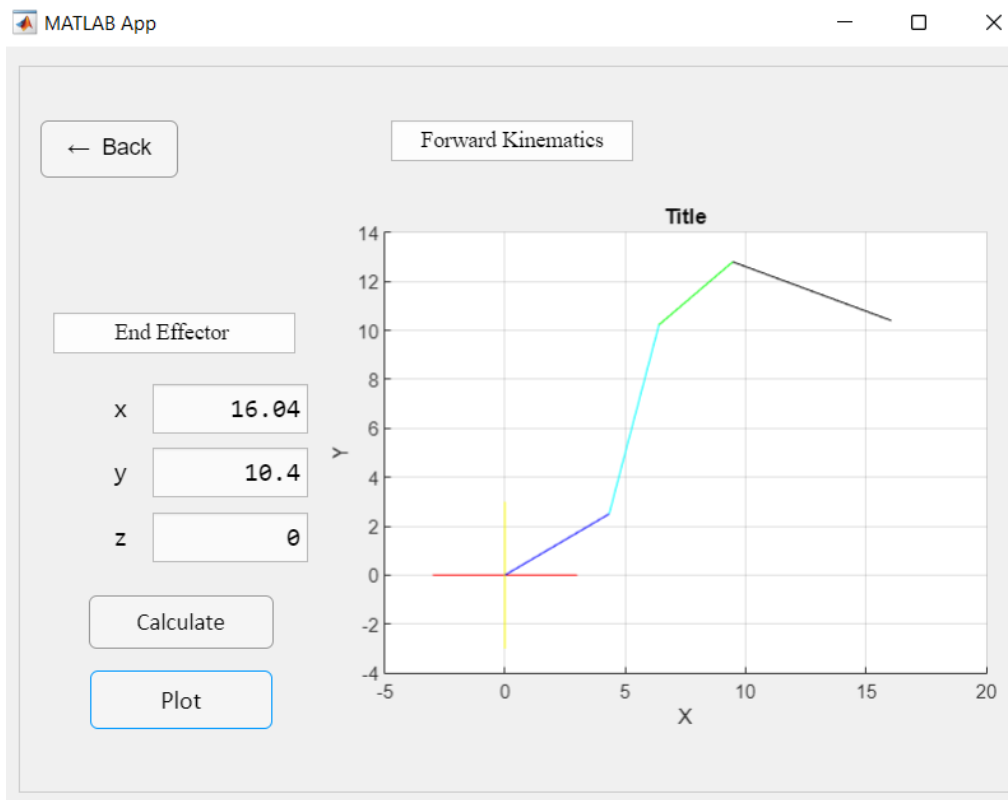 MATLAB App
← Back
Forward Kinematics
Title
End Effector
x 16.04
y 10.4
z 0
Calculate
Plot
14
12
10
8
6
4
2
0
-2
-4
Y
-5 0 5 10 15 20
X